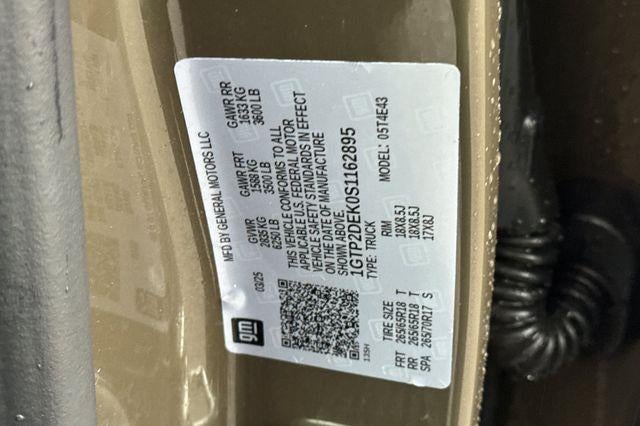 gm
MFD BY GENERAL MOTORS LLC
03/25 GVWR GAWR FRT GAWR RR
2835 KG 1588 KG 1633 KG
6250 LB 3500 LB 3600 LB
THIS VEHICLE CONFORMS TO ALL
APPLICABLE U.S. FEDERAL MOTOR
VEHICLE SAFETY STANDARDS IN EFFECT
ON THE DATE OF MANUFACTURE
SHOWN ABOVE.
1GTP2DEK0S1162895
TYPE: TRUCK MODEL: 05T4E43
135H
TIRE SIZE RIM
FRT 265/65R18 T 18X8.5J
RR 265/65R18 T 18X8.5J
SPA 265/70R17 S 17X8J